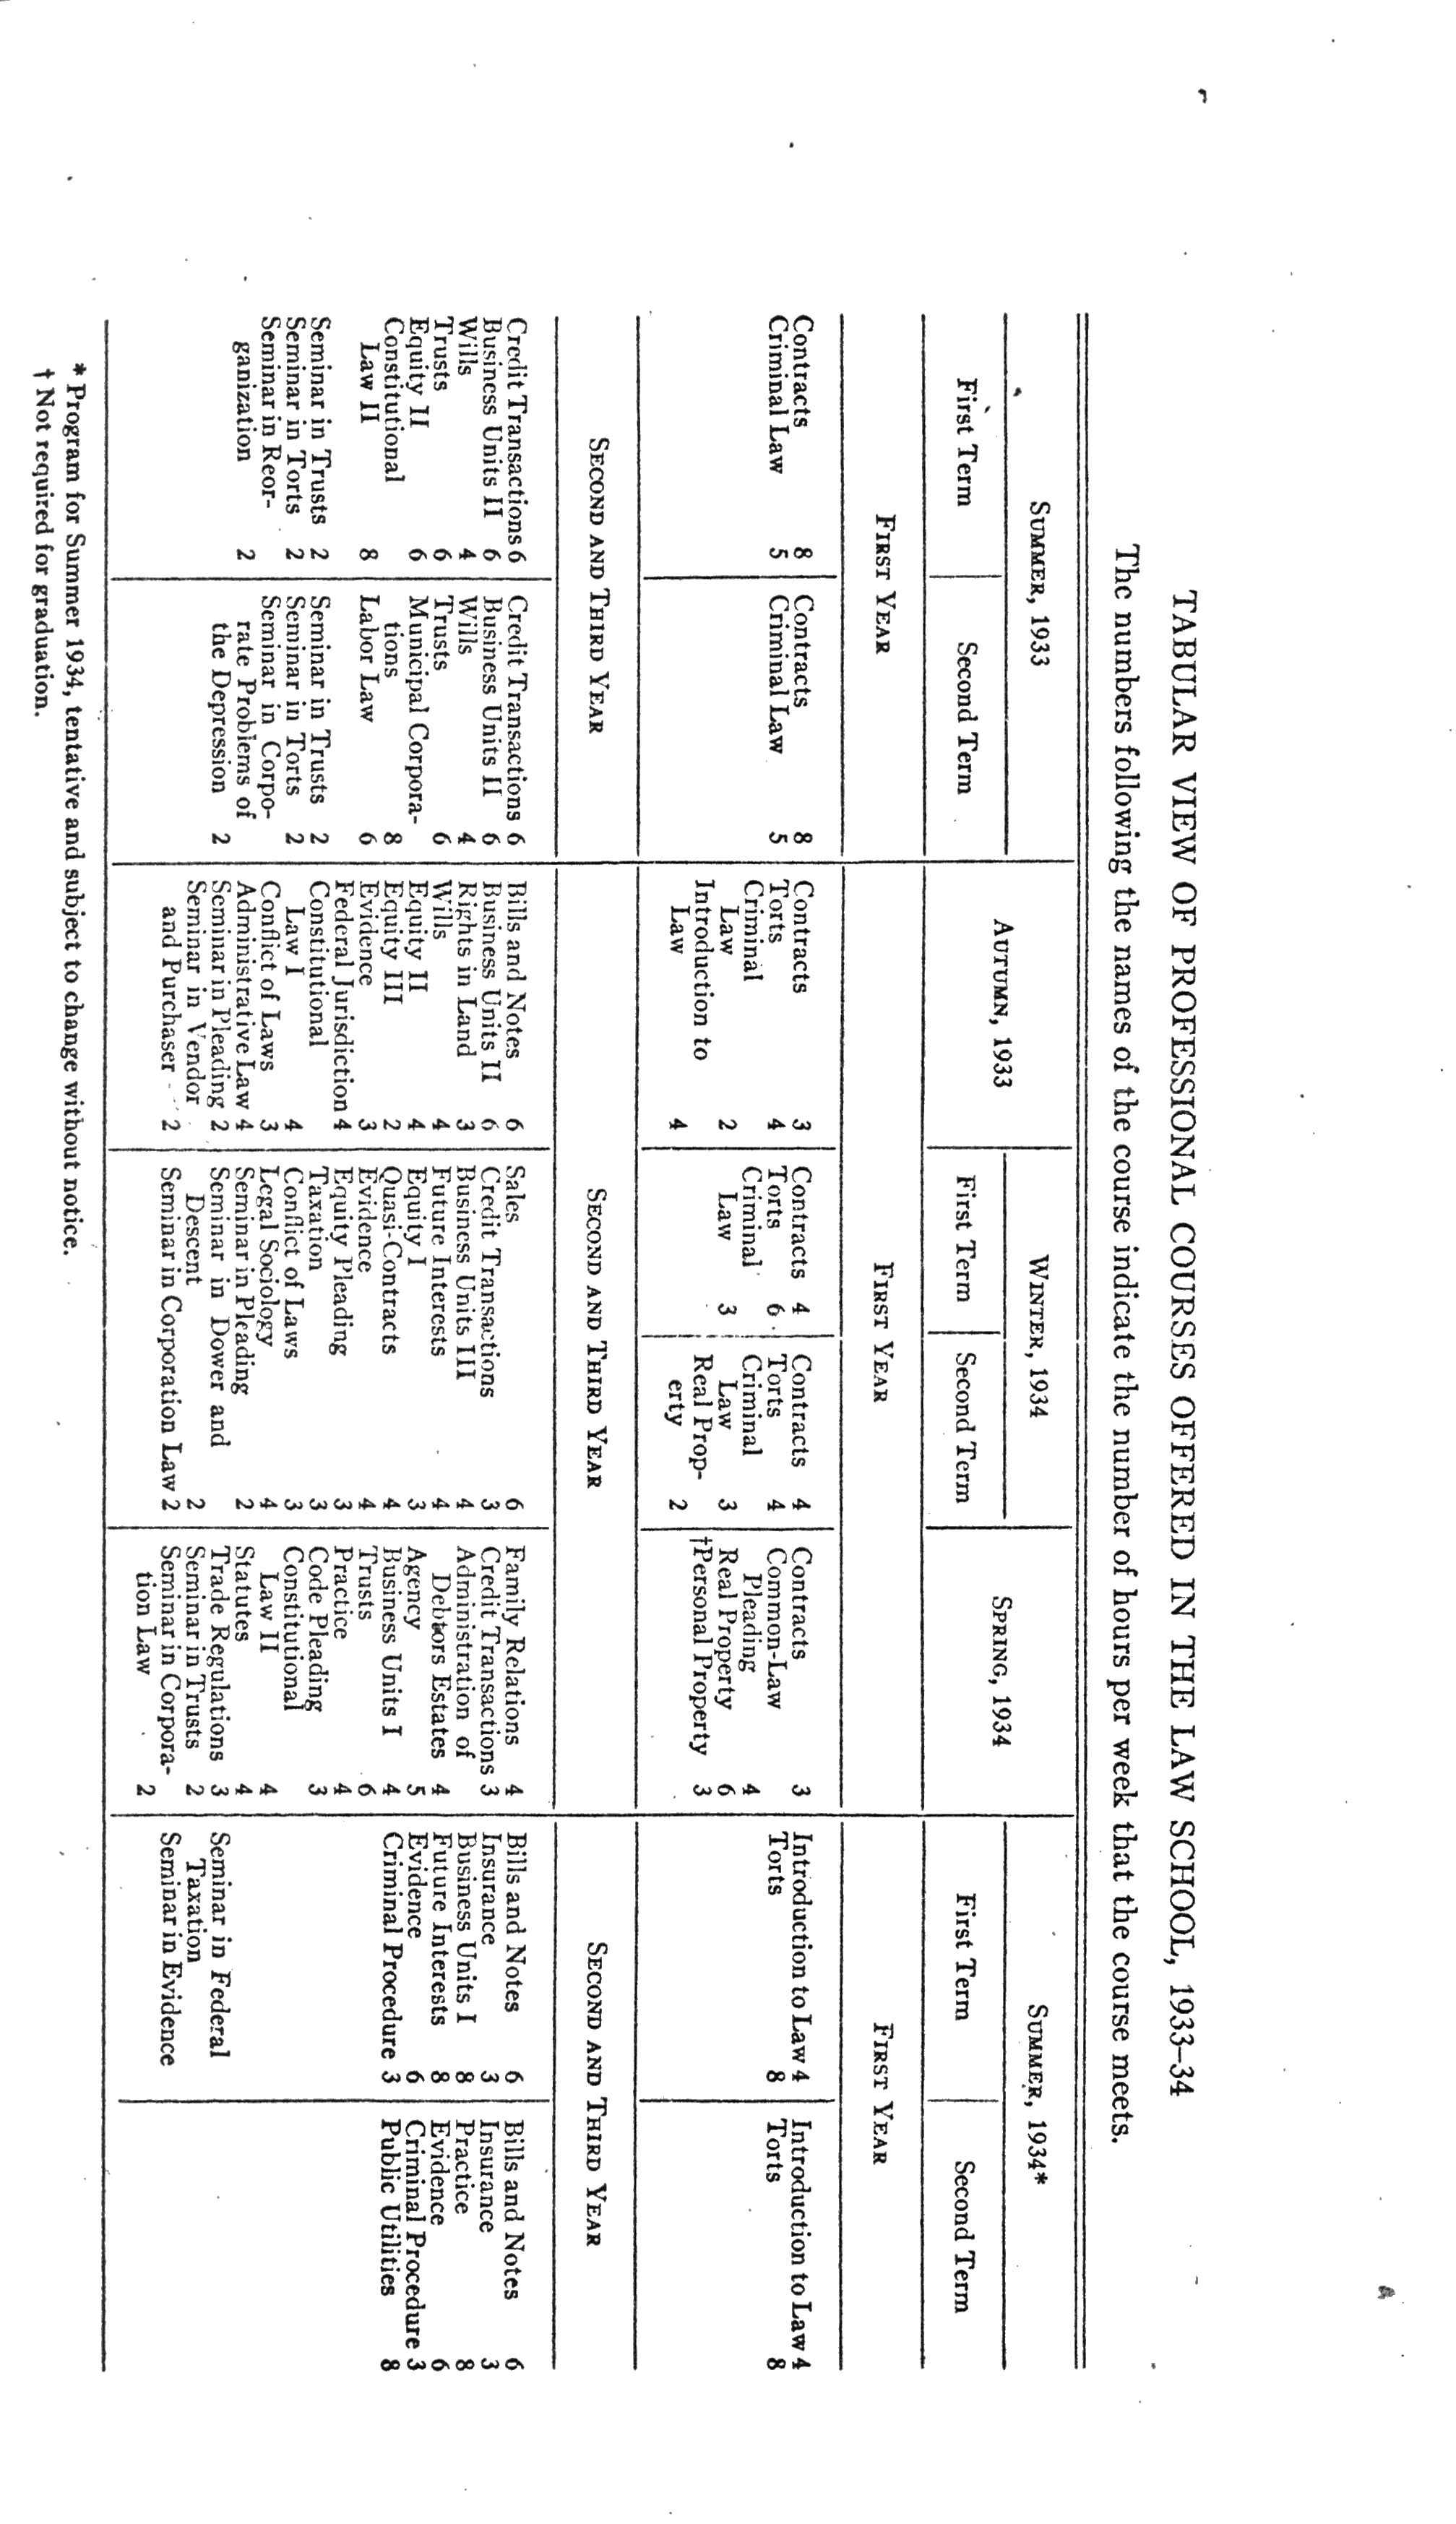 TABULAR VIEW OF PROFESSIONAL COURSES OFFERED IN THE LAW SCHOOL, 1933–34
The numbers following the names of the course indicate the number of hours per week that the course meets.
SUMMER, 1933
First Term
Second Term
AUTUMN, 1933
WINTER, 1934
First Term
Second Term
SPRING, 1934
SUMMER, 1934*
First Term
Second Term
FIRST YEAR
FIRST YEAR
FIRST YEAR
Contracts 8
Criminal Law 5
Contracts 8
Criminal Law 5
Contracts 3
Torts 4
Criminal
Law 2
Introduction to
Law 4
Contracts 4
Torts 6
Criminal
Law 3
Contracts 4
Torts 4
Criminal
Law 3
Real Prop-
erty 2
Contracts 3
Common-Law
Pleading 4
Real Property 6
†Personal Property 3
Introduction to Law 4
Torts 8
Introduction to Law 4
Torts 8
SECOND AND THIRD YEAR
SECOND AND THIRD YEAR
SECOND AND THIRD YEAR
Credit Transactions 6
Business Units II 6
Wills 4
Trusts 6
Equity II 6
Constitutional
Law II 8
Seminar in Trusts 2
Seminar in Torts 2
Seminar in Reor-
ganization 2
Credit Transactions 6
Business Units II 6
Wills 4
Trusts 6
Municipal Corpora-
tions 8
Labor Law 6
Seminar in Trusts 2
Seminar in Torts 2
Seminar in Corpo-
rate Problems of
the Depression 2
Bills and Notes 6
Business Units II 6
Rights in Land 3
Wills 4
Equity II 4
Equity III 2
Evidence 3
Federal Jurisdiction 4
Constitutional
Law I 4
Conflict of Laws 3
Administrative Law 4
Seminar in Pleading 2
Seminar in Vendor
and Purchaser 2
Sales 6
Credit Transactions 3
Business Units III 4
Future Interests 4
Equity I 3
Quasi-Contracts 4
Evidence 4
Equity Pleading 3
Taxation 3
Conflict of Laws 3
Legal Sociology 4
Seminar in Pleading 2
Seminar in Dower and
Descent 2
Seminar in Corporation Law 2
Family Relations 4
Credit Transactions 3
Administration of
Debtors Estates 4
Agency 5
Business Units I 4
Trusts 6
Practice 4
Code Pleading 3
Constitutional
Law II 4
Statutes 4
Trade Regulations 3
Seminar in Trusts 2
Seminar in Corpora-
tion Law 2
Bills and Notes 6
Insurance 3
Business Units I 8
Future Interests 8
Evidence 6
Criminal Procedure 3
Seminar in Federal
Taxation
Seminar in Evidence
Bills and Notes 6
Insurance 3
Practice 8
Evidence 6
Criminal Procedure 3
Public Utilities 8
* Program for Summer 1934, tentative and subject to change without notice.
† Not required for graduation.